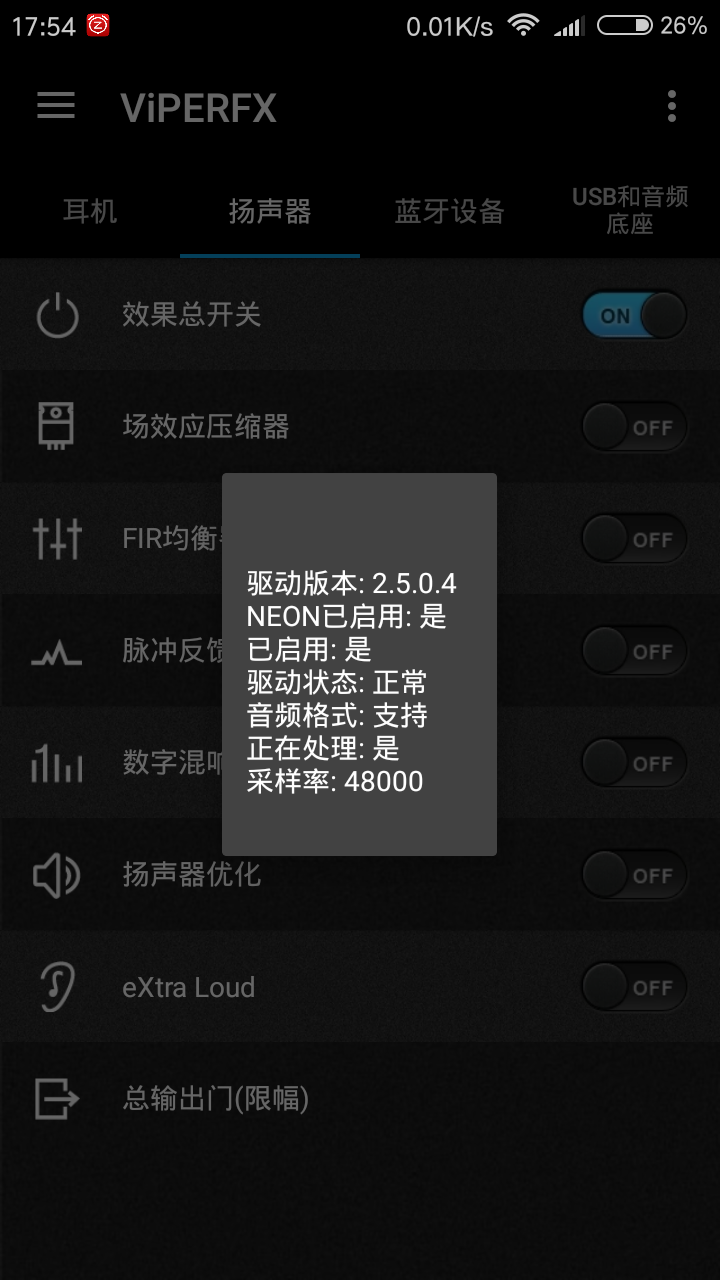 17:54
0.01K/s
26%
ViPERFX
耳机
扬声器
蓝牙设备
USB和音频
底座
效果总开关
ON
场效应压缩器
OFF
FIR均衡
OFF
脉冲反馈
OFF
数字混响
OFF
扬声器优化
OFF
eXtra Loud
OFF
总输出门(限幅)
驱动版本: 2.5.0.4
NEON已启用: 是
已启用: 是
驱动状态: 正常
音频格式: 支持
正在处理: 是
采样率: 48000